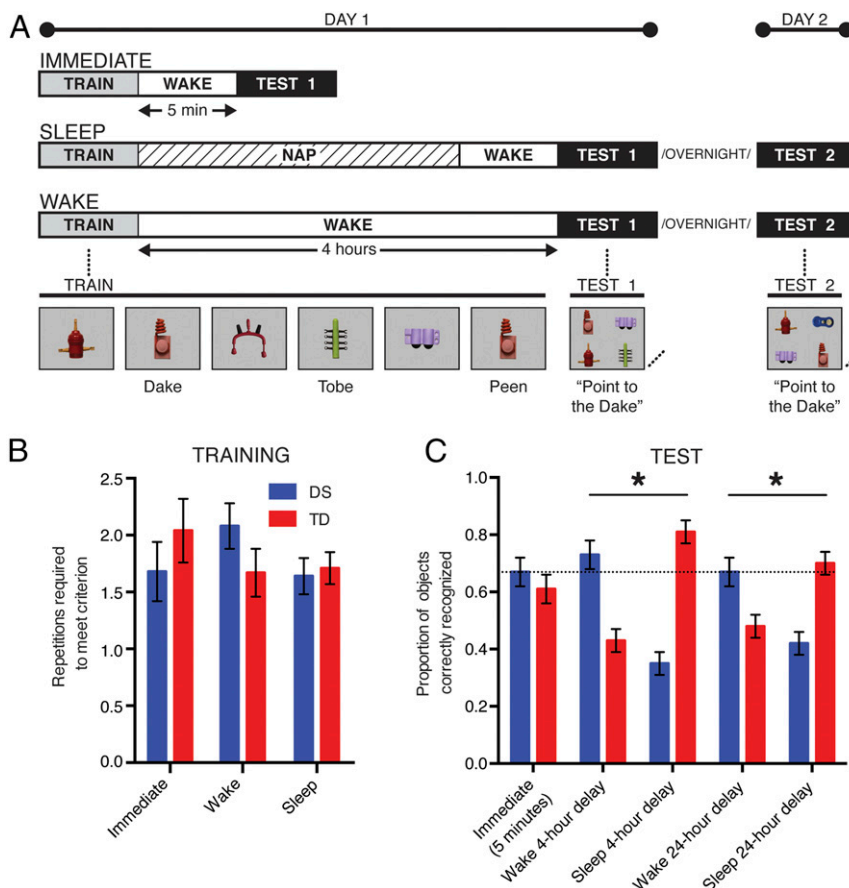 A
DAY 1
DAY 2
IMMEDIATE
TRAIN WAKE TEST 1
5 min
SLEEP
TRAIN NAP WAKE TEST 1 /OVERNIGHT/ TEST 2
WAKE
TRAIN WAKE TEST 1 /OVERNIGHT/ TEST 2
4 hours
TRAIN TEST 1 TEST 2
Dake Tobe Peen
"Point to
the Dake"
"Point to
the Dake"
B
TRAINING
Repetitions required
to meet criterion
2.5
2.0
1.5
1.0
0.5
0.0
DS
TD
Immediate
Wake
Sleep
C
TEST
Proportion of objects
correctly recognized
1.0
0.8
0.6
0.4
0.2
0.0
* *
Immediate
(5 minutes)
Wake 4-hour delay
Sleep 4-hour delay
Wake 24-hour delay
Sleep 24-hour delay